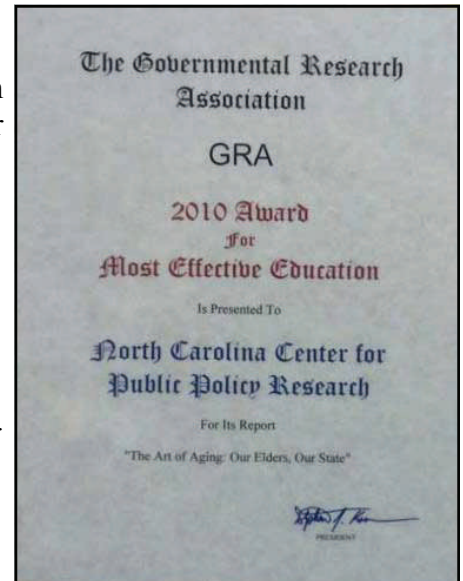 The Governmental Research
Association
GRA
2010 Award
For
Most Effective Education
Is Presented To
North Carolina Center for
Public Policy Research
For Its Report
"The Art of Aging: Our Elders, Our State"
PRESIDENT